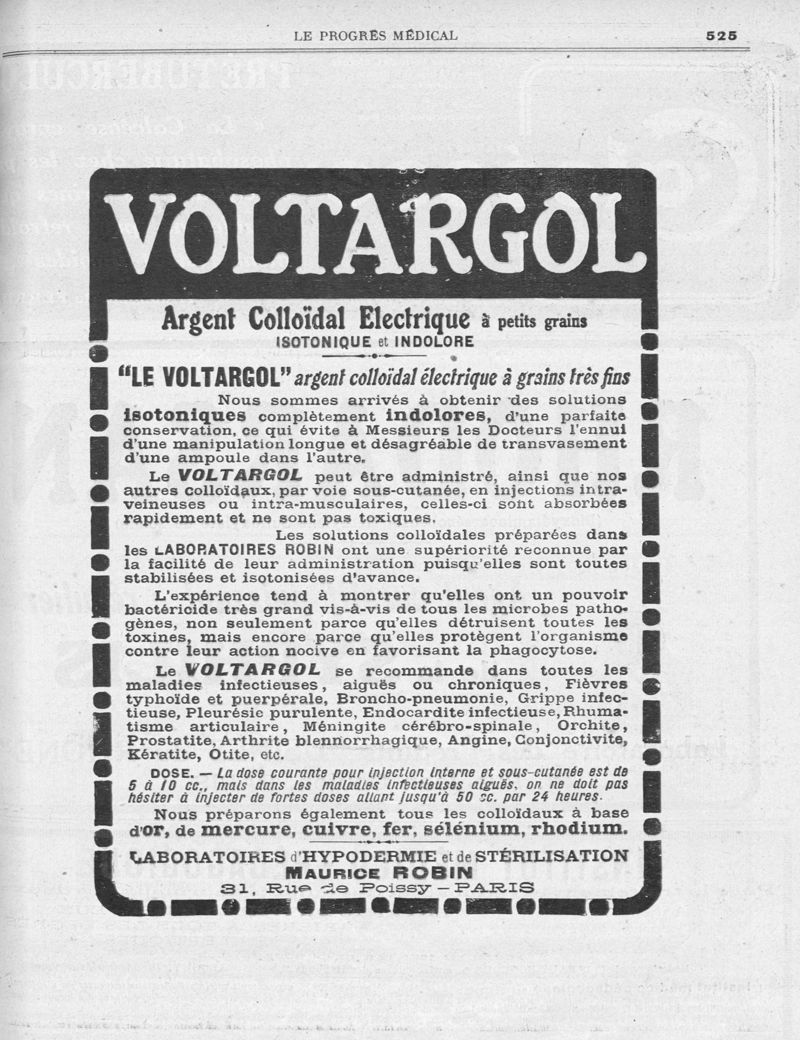 LE PROGRÈS MÉDICAL
525
VOLTARGOL
Argent Colloïdal Electrique à petits grains
ISOTONIQUE et INDOLORE
"LE VOLTARGOL" argent colloïdal électrique à grains très fins
Nous sommes arrivés à obtenir des solutions
isotoniques complètement indolores, d'une parfaite
conservation, ce qui évite à Messieurs les Docteurs l'ennui
d'une manipulation longue et désagréable de transvasement
d'une ampoule dans l'autre.
Le VOLTARGOL peut être administré, ainsi que nos
autres colloïdaux, par voie sous-cutanée, en injections intra-
veineuses ou intra-musculaires, celles-ci sont absorbées
rapidement et ne sont pas toxiques.
Les solutions colloïdales préparées dans
les LABORATOIRES ROBIN ont une supériorité reconnue par
la facilité de leur administration puisqu'elles sont toutes
stabilisées et isotonisées d'avance.
L'expérience tend à montrer qu'elles ont un pouvoir
bactéricide très grand vis-à-vis de tous les microbes patho-
gènes, non seulement parce qu'elles détruisent toutes les
toxines, mais encore parce qu'elles protègent l'organisme
contre leur action nocive en favorisant la phagocytose.
Le VOLTARGOL se recommande dans toutes les
maladies infectieuses, aiguës ou chroniques, Fièvres
typhoïde et puerpérale, Broncho-pneumonie, Grippe infec-
tieuse, Pleurésie purulente, Endocardite infectieuse, Rhuma-
tisme articulaire, Méningite cérébro-spinale, Orchite,
Prostatite, Arthrite blennorrhagique, Angine, Conjonctivite,
Kératite, Otite, etc.
DOSE. — La dose courante pour injection interne et sous-cutanée est de
5 à 10 cc., mais dans les maladies infectieuses aiguës, on ne doit pas
hésiter à injecter de fortes doses allant jusqu'à 50 cc. par 24 heures.
Nous préparons également tous les colloïdaux à base
d'or, de mercure, cuivre, fer, sélénium, rhodium.
LABORATOIRES d'HYPODERMIE et de STÉRILISATION
MAURICE ROBIN
31, Rue de Poissy — PARIS